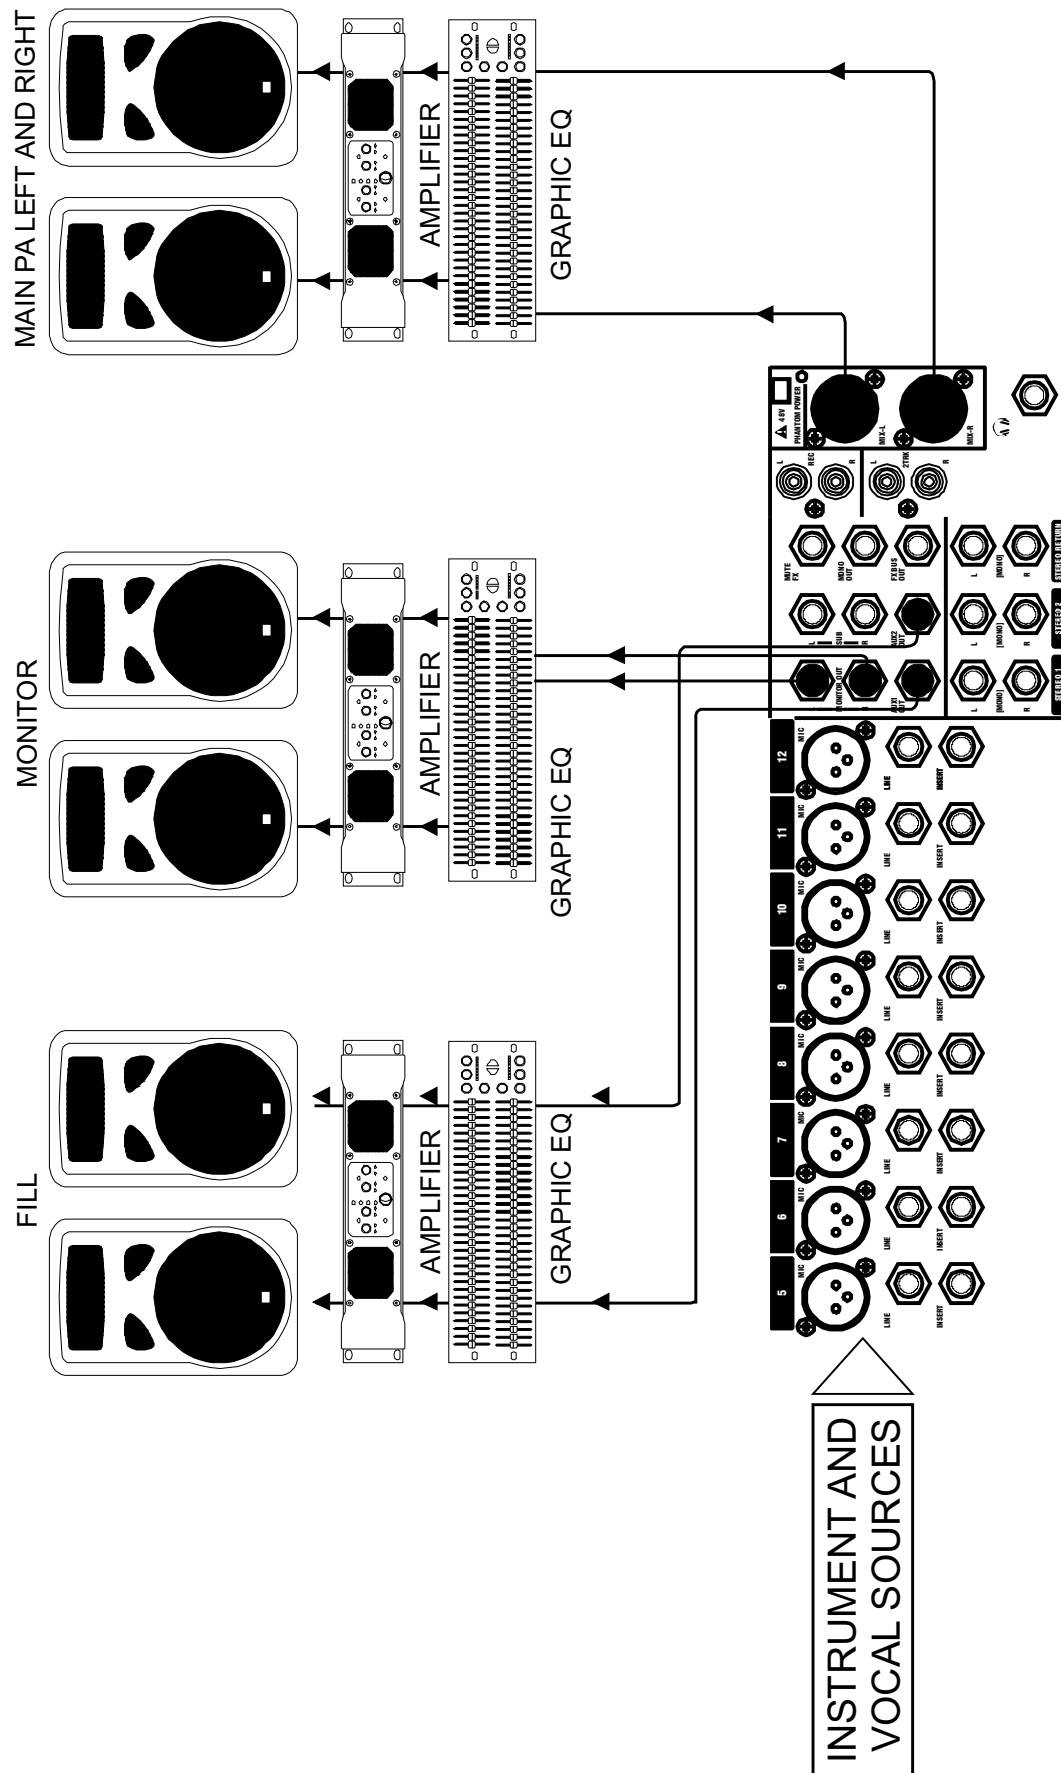 FILL
MONITOR
MAIN PA LEFT AND RIGHT
AMPLIFIER
AMPLIFIER
AMPLIFIER
GRAPHIC EQ
GRAPHIC EQ
GRAPHIC EQ
INSTRUMENT AND
VOCAL SOURCES
5
6
7
8
9
10
11
12
MIC
MIC
MIC
MIC
MIC
MIC
MIC
MIC
LINE
LINE
LINE
LINE
LINE
LINE
LINE
LINE
INSERT
INSERT
INSERT
INSERT
INSERT
INSERT
INSERT
INSERT
MONITOR OUT
AUX1
OUT
L
SUB
R
AUX2
OUT
MUTE
FX
MONO
OUT
FX BUS
OUT
L
REC
R
L
2TRK
R
48V
PHANTOM POWER
MIX-L
MIX-R
L
[MONO]
R
STEREO 1
L
[MONO]
R
STEREO 2
L
[MONO]
R
STEREO RETURN